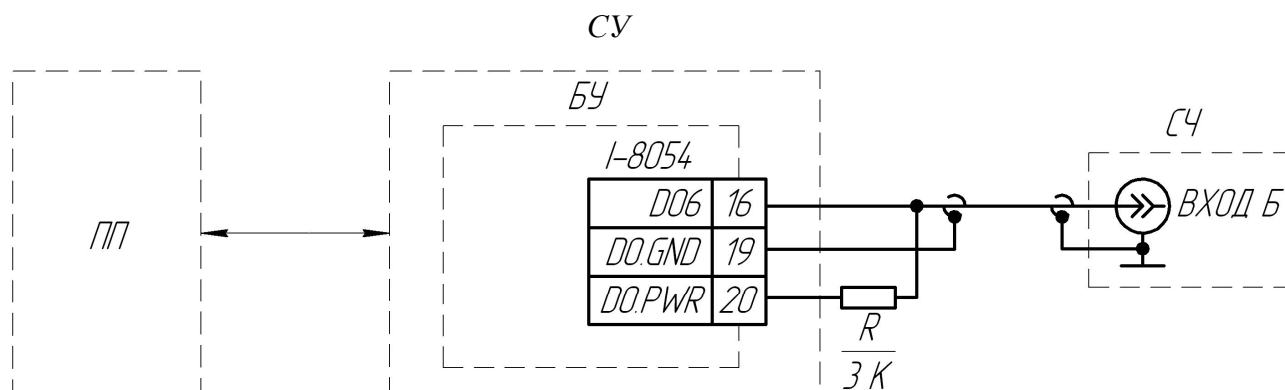 СУ
БУ
СЧ
I-8054
DO6 16
ВХОД Б
ПП
DO.GND 19
DO.PWR 20
R
3 К